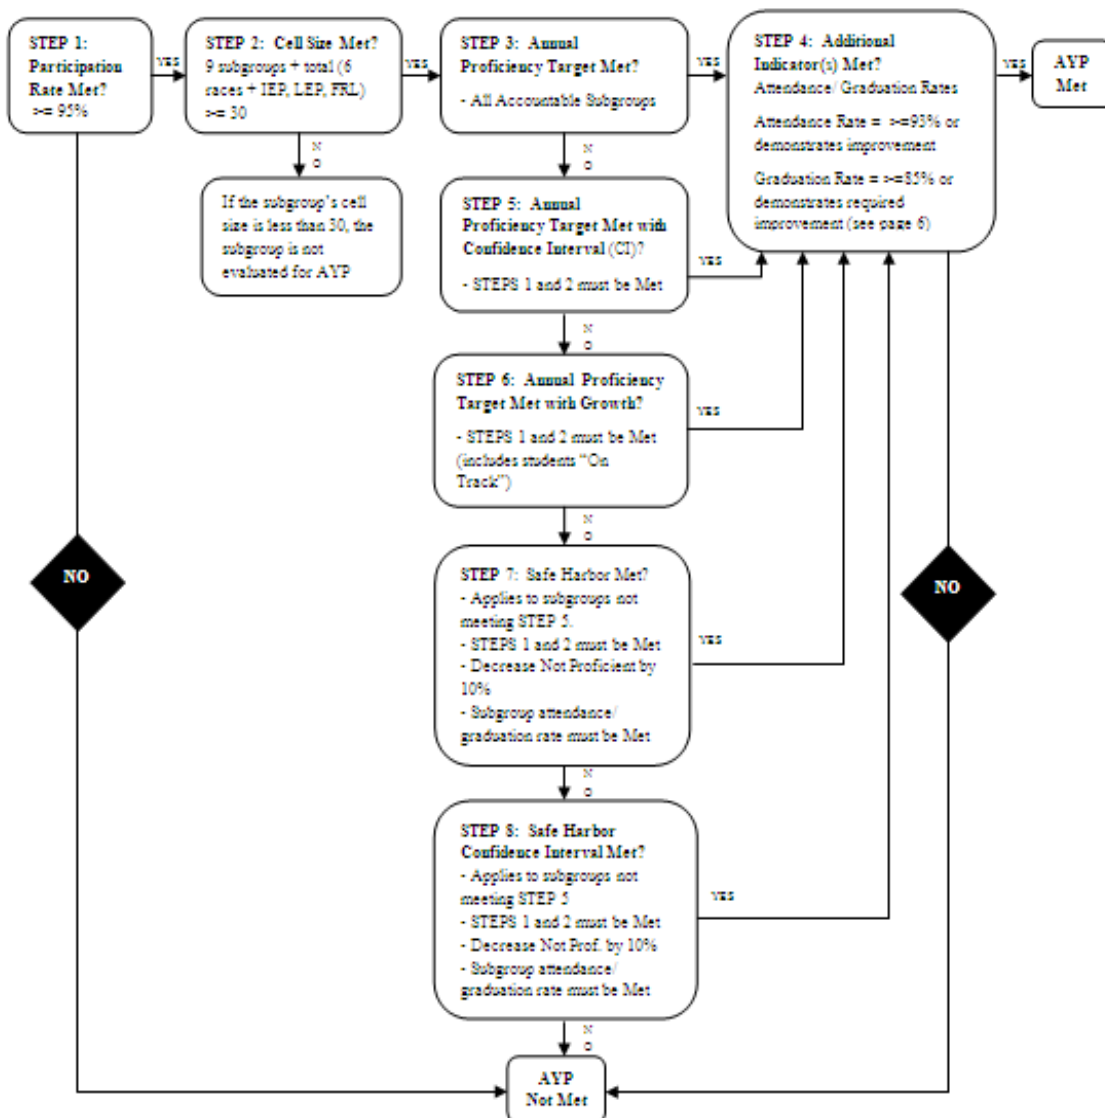 STEP 1:
Participation
Rate Met?
>= 95%
YES
STEP 2: Cell Size Met?
9 subgroups + total (6
races + IEP, LEP, FRL)
>= 30
YES
STEP 3: Annual
Proficiency Target Met?
- All Accountable Subgroups
YES
STEP 4: Additional
Indicator(s) Met?
Attendance/ Graduation Rates
Attendance Rate = >=93% or
demonstrates improvement
Graduation Rate = >=85% or
demonstrates required
improvement (see page 6)
YES
AYP
Met
N
O
If the subgroup's cell
size is less than 30, the
subgroup is not
evaluated for AYP
N
O
STEP 5: Annual
Proficiency Target Met with
Confidence Interval (CI)?
- STEPS 1 and 2 must be Met
YES
N
O
STEP 6: Annual Proficiency
Target Met with Growth?
- STEPS 1 and 2 must be Met
(includes students “On
Track”)
YES
N
O
NO
STEP 7: Safe Harbor Met?
- Applies to subgroups not
meeting STEP 5.
- STEPS 1 and 2 must be Met
- Decrease Not Proficient by
10%
- Subgroup attendance/
graduation rate must be Met
YES
NO
N
O
STEP 8: Safe Harbor
Confidence Interval Met?
- Applies to subgroups not
meeting STEP 5
- STEPS 1 and 2 must be Met
- Decrease Not Prof. by 10%
- Subgroup attendance/
graduation rate must be Met
YES
N
O
AYP
Not Met